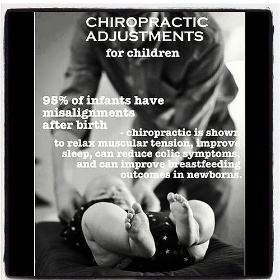 CHIROPRACTIC
ADJUSTMENTS
for children
95% of infants have
misalignments
after birth
- chiropractic is shown
to relax muscular tension, improve
sleep, can reduce colic symptoms,
and can improve breastfeeding
outcomes in newborns.